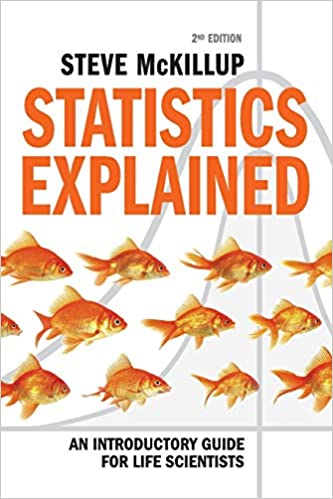 2ND EDITION
STEVE McKILLUP
STATISTICS
EXPLAINED
AN INTRODUCTORY GUIDE
FOR LIFE SCIENTISTS